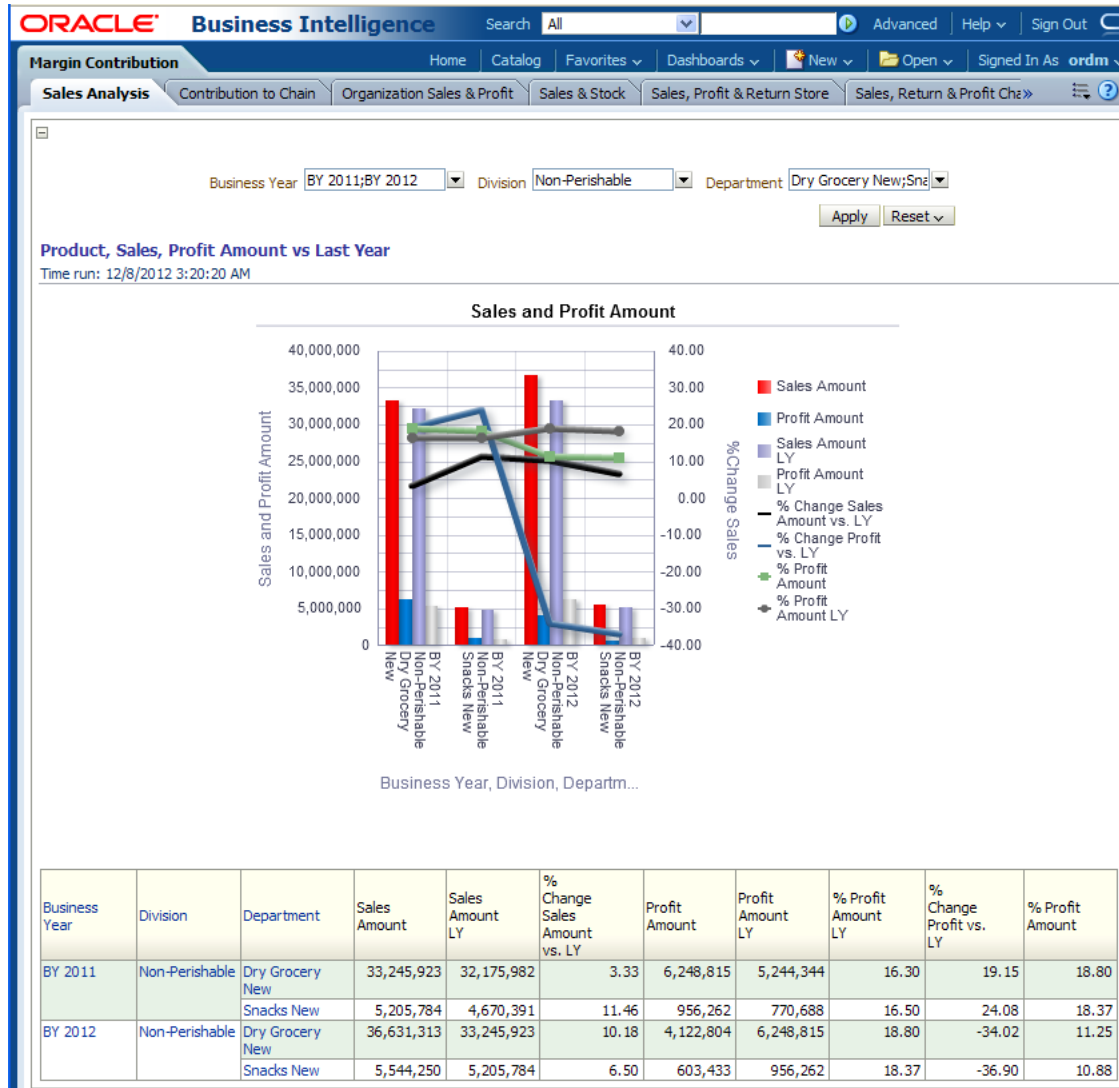 ORACLE Business Intelligence Search All Advanced Help Sign Out
Margin Contribution Home Catalog Favorites Dashboards New Open Signed In As ordm
Sales Analysis Contribution to Chain Organization Sales & Profit Sales & Stock Sales, Profit & Return Store Sales, Return & Profit Cha»
Business Year BY 2011;BY 2012 Division Non-Perishable Department Dry Grocery New;Sna
Apply Reset
Product, Sales, Profit Amount vs Last Year
Time run: 12/8/2012 3:20:20 AM
Sales and Profit Amount
Sales and Profit Amount
40,000,000
35,000,000
30,000,000
25,000,000
20,000,000
15,000,000
10,000,000
5,000,000
0
40.00
30.00
20.00
10.00
0.00
-10.00
-20.00
-30.00
-40.00
%Change Sales
Sales Amount
Profit Amount
Sales Amount
LY
Profit Amount
LY
% Change Sales
Amount vs. LY
% Change Profit
vs. LY
% Profit
Amount
% Profit
Amount LY
BY 2011
Non-Perishable
Dry Grocery
New
BY 2011
Non-Perishable
Snacks New
BY 2012
Non-Perishable
Dry Grocery
New
BY 2012
Non-Perishable
Snacks New
Business Year, Division, Departm...
Business Year Division Department Sales Amount Sales Amount LY % Change Sales Amount vs. LY Profit Amount Profit Amount LY % Profit Amount LY % Change Profit vs. LY % Profit Amount
BY 2011 Non-Perishable Dry Grocery New 33,245,923 32,175,982 3.33 6,248,815 5,244,344 16.30 19.15 18.80
Snacks New 5,205,784 4,670,391 11.46 956,262 770,688 16.50 24.08 18.37
BY 2012 Non-Perishable Dry Grocery New 36,631,313 33,245,923 10.18 4,122,804 6,248,815 18.80 -34.02 11.25
Snacks New 5,544,250 5,205,784 6.50 603,433 956,262 18.37 -36.90 10.88